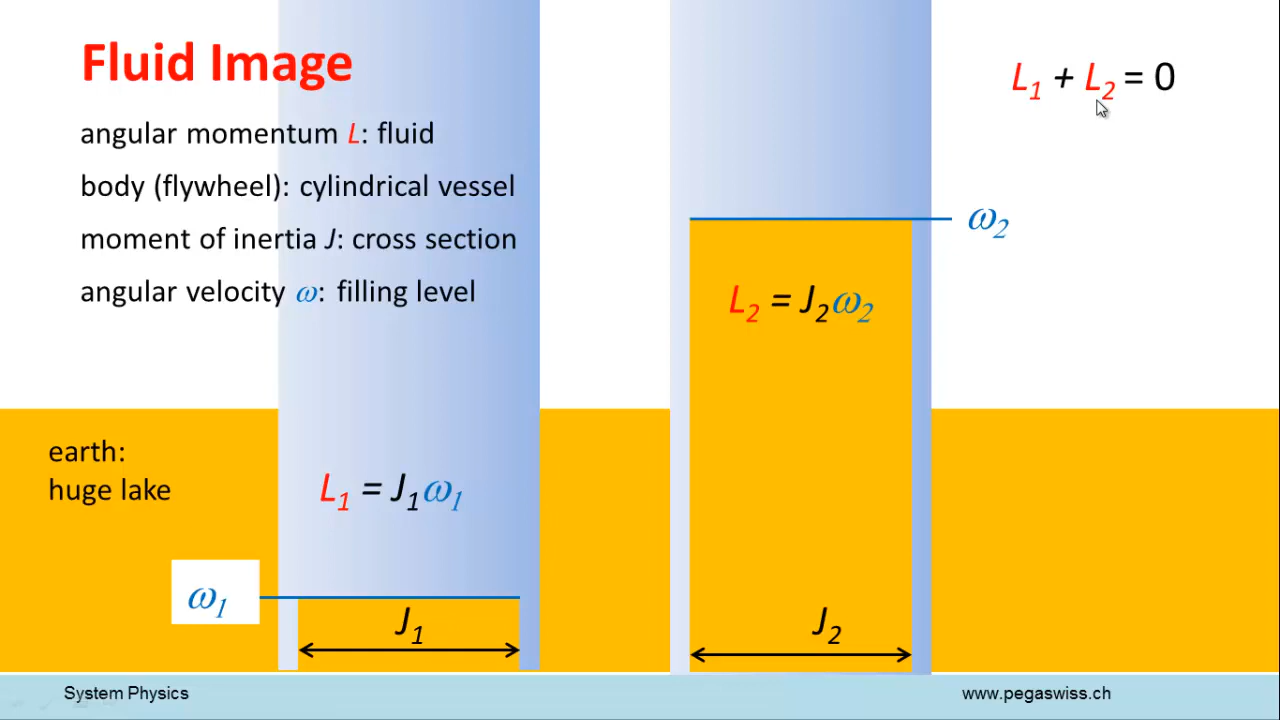 Fluid Image
L₁ + L₂ = 0
angular momentum L: fluid
body (flywheel): cylindrical vessel
moment of inertia J: cross section
angular velocity ω: filling level
ω₂
L₂ = J₂ω₂
earth:
huge lake
L₁ = J₁ω₁
ω₁
J₁
J₂
System Physics
www.pegaswiss.ch